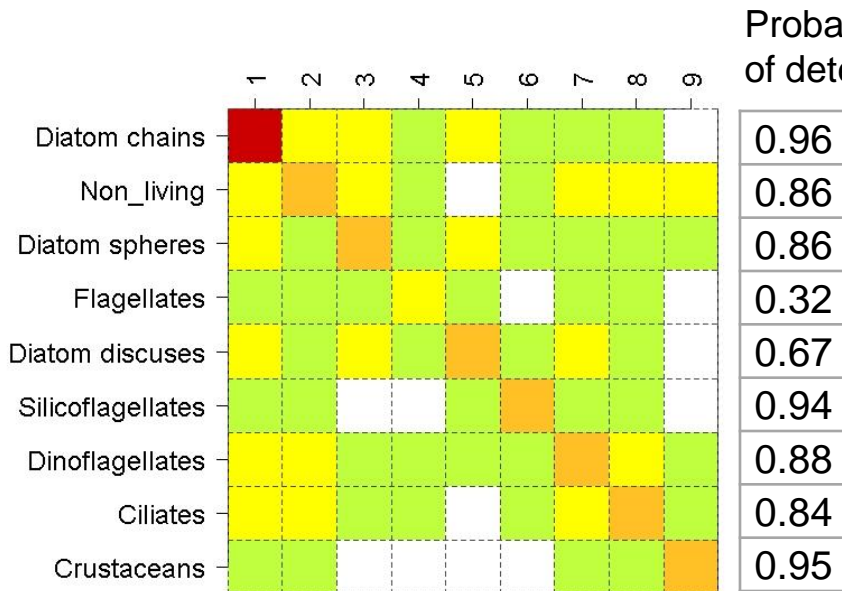 Proba
of dete
1 2 3 4 5 6 7 8 9
Diatom chains 0.96
Non_living 0.86
Diatom spheres 0.86
Flagellates 0.32
Diatom discuses 0.67
Silicoflagellates 0.94
Dinoflagellates 0.88
Ciliates 0.84
Crustaceans 0.95